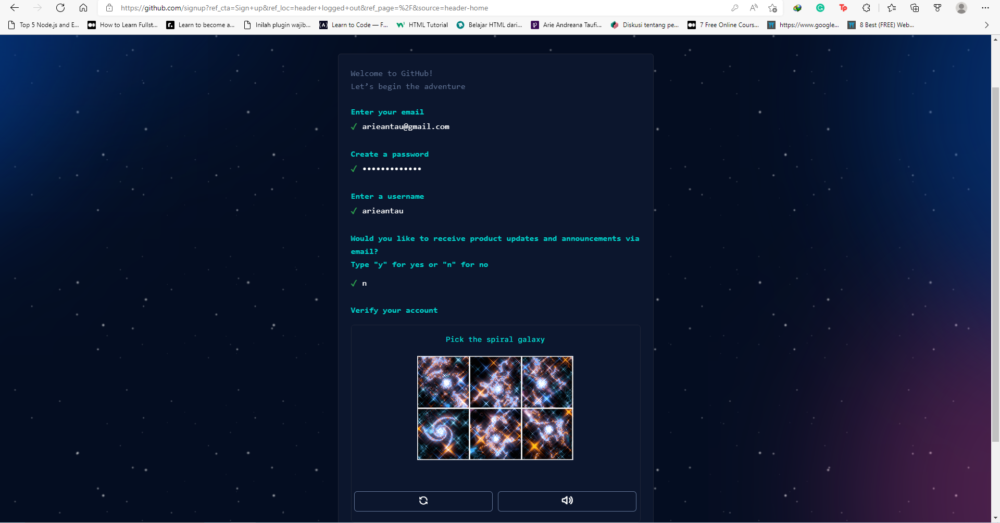 https://github.com/signup?ref_cta=Sign+up&ref_loc=header+logged+out&ref_page=%2F&source=header-home
Top 5 Node.js and E... How to Learn Fullst... Learn to become a... Inilah plugin wajib... Learn to Code — F... HTML Tutorial Belajar HTML dari... Arie Andreana Taufi... Diskusi tentang pe... 7 Free Online Cours... https://www.google... 8 Best (FREE) Web...
Welcome to GitHub!
Let’s begin the adventure
Enter your email
✓ arieantau@gmail.com
Create a password
✓ •••••••••••••
Enter a username
✓ arieantau
Would you like to receive product updates and announcements via
email?
Type "y" for yes or "n" for no
✓ n
Verify your account
Pick the spiral galaxy